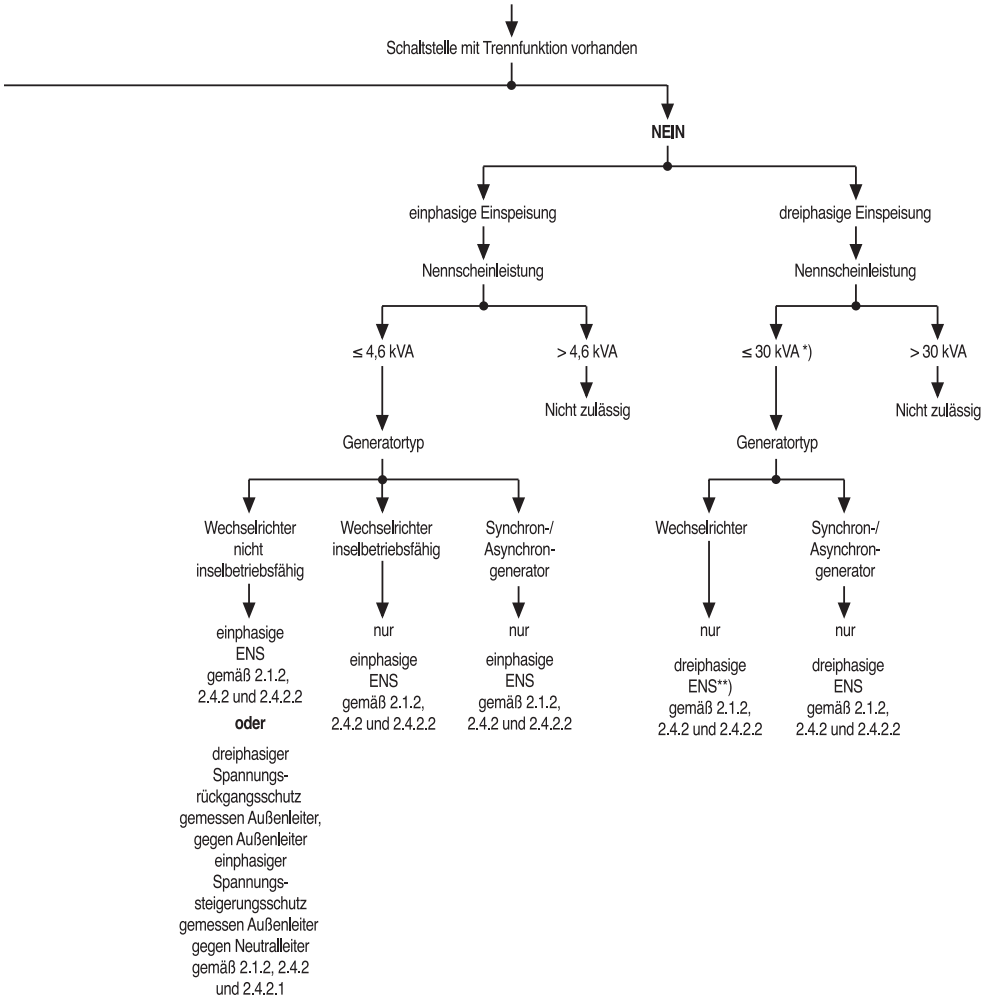 Schaltstelle mit Trennfunktion vorhanden
NEIN
einphasige Einspeisung
dreiphasige Einspeisung
Nennscheinleistung
Nennscheinleistung
≤ 4,6 kVA
> 4,6 kVA
≤ 30 kVA *)
> 30 kVA
Nicht zulässig
Nicht zulässig
Generatortyp
Generatortyp
Wechselrichter
nicht
inselbetriebsfähig
Wechselrichter
inselbetriebsfähig
Synchron-/
Asynchron-
generator
Wechselrichter
Synchron-/
Asynchron-
generator
einphasige
ENS
gemäß 2.1.2,
2.4.2 und 2.4.2.2
oder
dreiphasiger
Spannungs-
rückgangsschutz
gemessen Außenleiter,
gegen Außenleiter
einphasiger
Spannungs-
steigerungsschutz
gemessen Außenleiter
gegen Neutralleiter
gemäß 2.1.2, 2.4.2
und 2.4.2.1
nur
einphasige
ENS
gemäß 2.1.2,
2.4.2 und 2.4.2.2
nur
einphasige
ENS
gemäß 2.1.2,
2.4.2 und 2.4.2.2
nur
dreiphasige
ENS**)
gemäß 2.1.2,
2.4.2 und 2.4.2.2
nur
dreiphasige
ENS
gemäß 2.1.2,
2.4.2 und 2.4.2.2